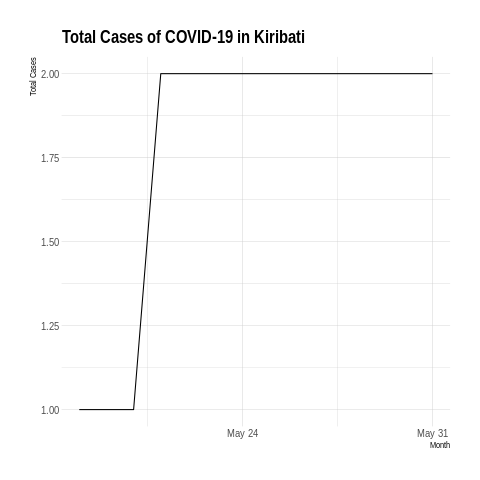 Total Cases of COVID-19 in Kiribati
Total Cases
2.00
1.75
1.50
1.25
1.00
May 24
May 31
Month